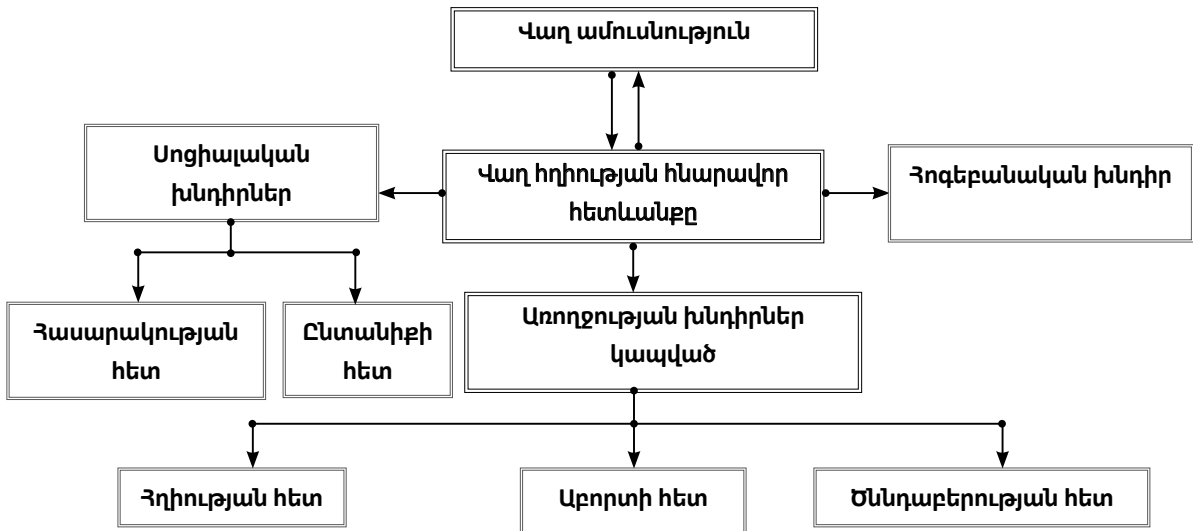 Վաղ ամուսնություն
Սոցիալական
խնդիրներ
Վաղ հղիության հնարավոր
հետևանքը
Հոգեբանական խնդիր
Հասարակության
հետ
Ընտանիքի
հետ
Առողջության խնդիրներ
կապված
Հղիության հետ
Աբորտի հետ
Ծննդաբերության հետ